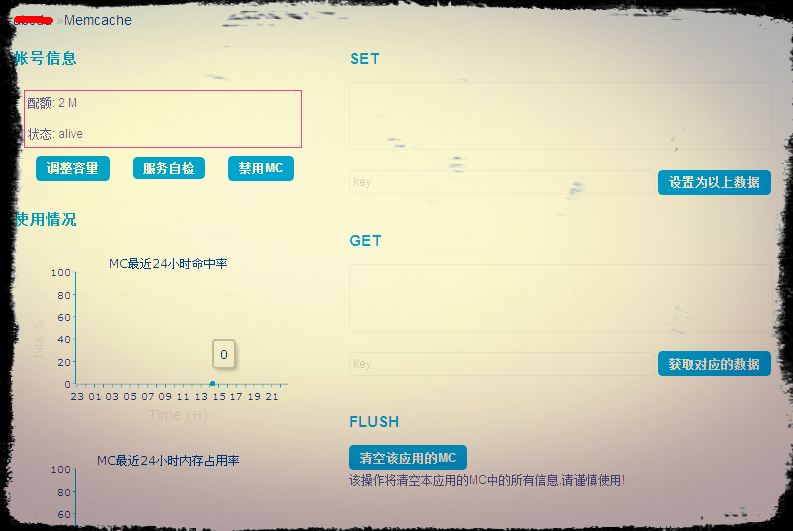 »Memcache
帐号信息
配额: 2 M
状态: alive
调整容量 服务自检 禁用MC
使用情况
MC最近24小时命中率
100
80
60
40
20
0
0
hits %
23 01 03 05 07 09 11 13 15 17 19 21
Time (H)
MC最近24小时内存占用率
100
80
60
SET
key
设置为以上数据
GET
key
获取对应的数据
FLUSH
清空该应用的MC
该操作将清空本应用的MC中的所有信息,请谨慎使用!